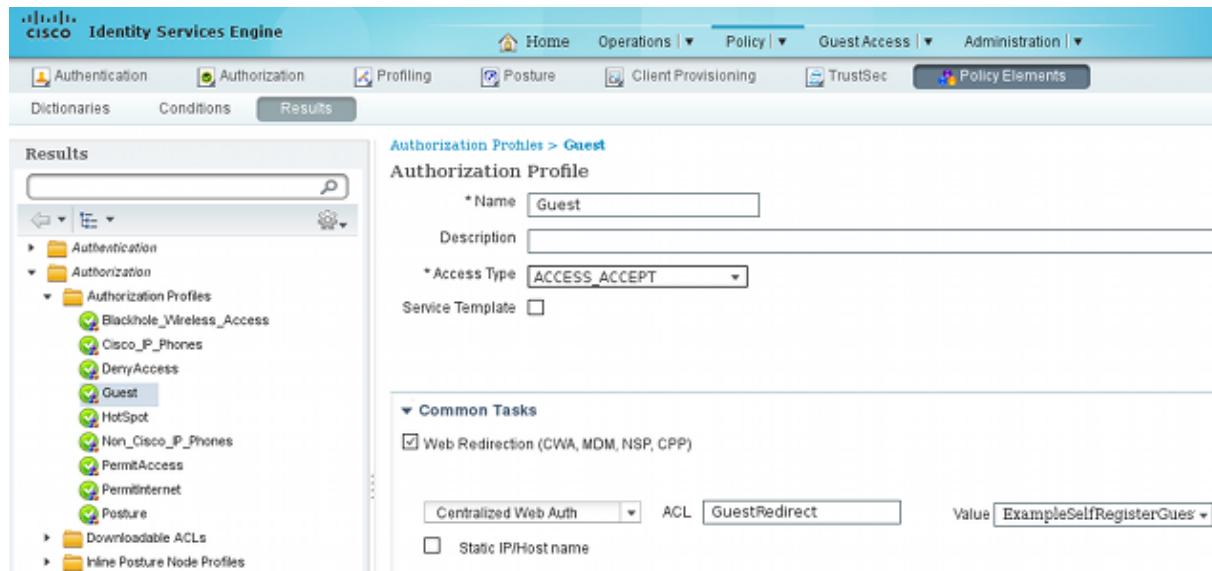 CISCO Identity Services Engine
Home Operations Policy Guest Access Administration
Authentication Authorization Profiling Posture Client Provisioning TrustSec Policy Elements
Dictionaries Conditions Results
Results
Authentication
Authorization
Authorization Profiles
Blackhole_Wireless_Access
Cisco_IP_Phones
DenyAccess
Guest
HotSpot
Non_Cisco_IP_Phones
PermitAccess
PermitInternet
Posture
Downloadable ACLs
Inline Posture Node Profiles
Authorization Profiles > Guest
Authorization Profile
* Name Guest
Description
* Access Type ACCESS_ACCEPT
Service Template
Common Tasks
Web Redirection (CWA, MDM, NSP, CPP)
Centralized Web Auth ACL GuestRedirect Value ExampleSelfRegisterGues
Static IP/Host name